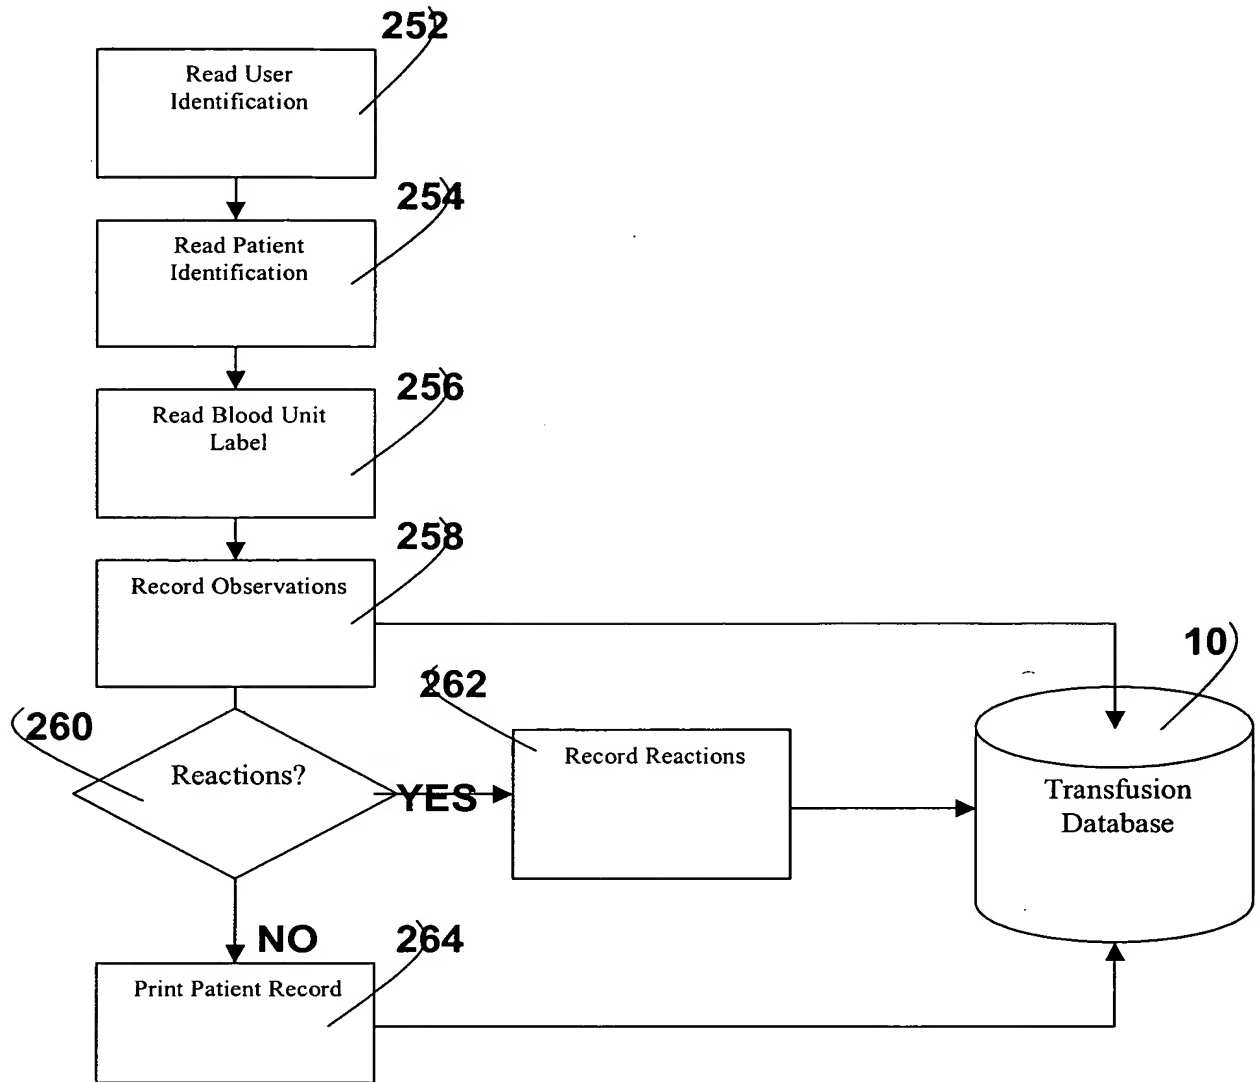 252
Read User
Identification
254
Read Patient
Identification
256
Read Blood Unit
Label
258
Record Observations
10
262
260
Reactions?
YES
Record Reactions
Transfusion
Database
NO
264
Print Patient Record